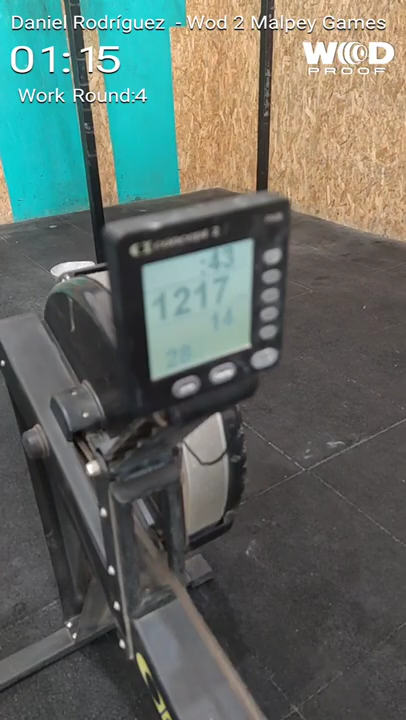 Daniel Rodríguez - Wod 2 Malpey Games
01:15
WOD
PROOF
Work Round:4
concept 2
:43
1217
14
28